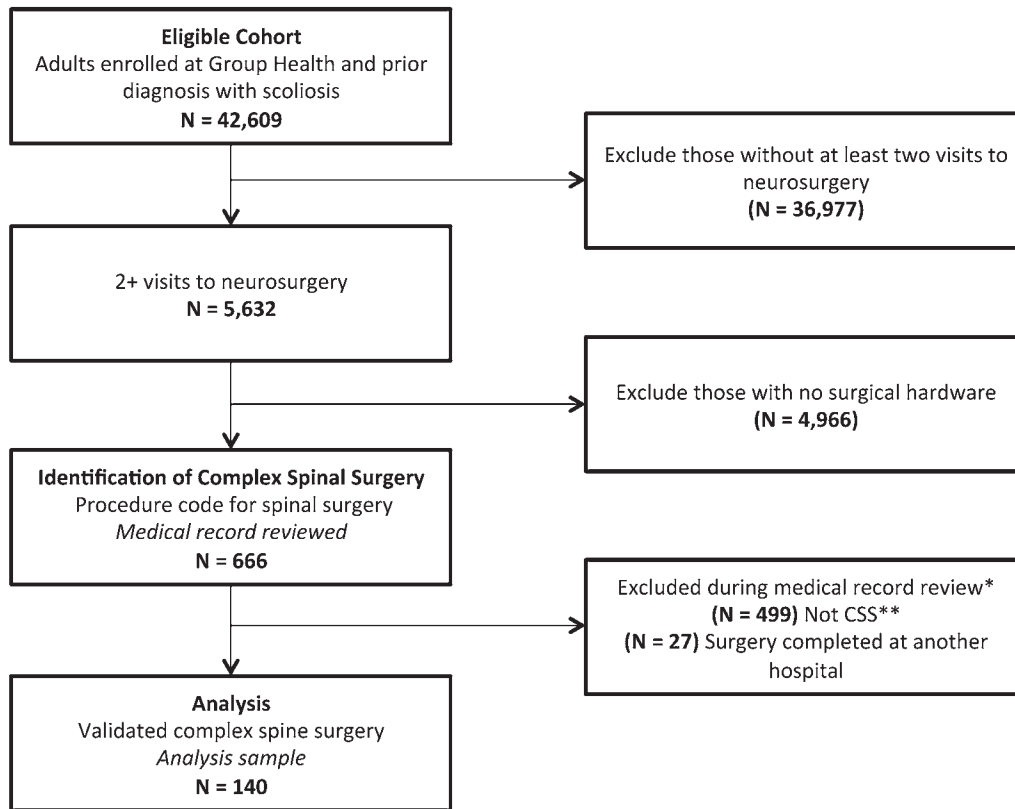 Eligible Cohort
Adults enrolled at Group Health and prior
diagnosis with scoliosis
N = 42,609
Exclude those without at least two visits to
neurosurgery
(N = 36,977)
2+ visits to neurosurgery
N = 5,632
Exclude those with no surgical hardware
(N = 4,966)
Identification of Complex Spinal Surgery
Procedure code for spinal surgery
Medical record reviewed
N = 666
Excluded during medical record review*
(N = 499) Not CSS**
(N = 27) Surgery completed at another
hospital
Analysis
Validated complex spine surgery
Analysis sample
N = 140